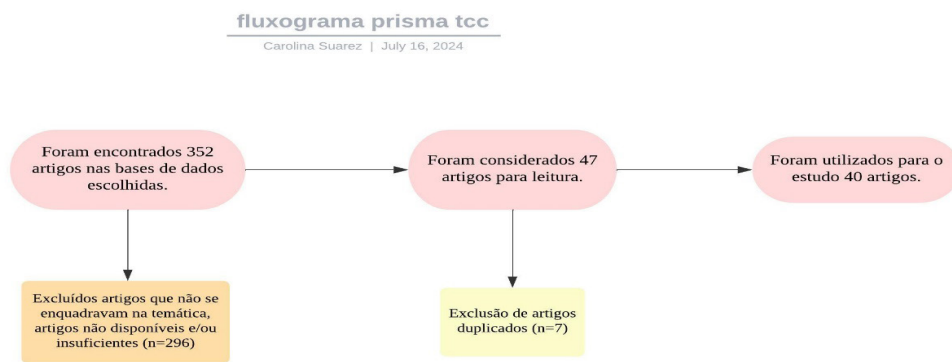 fluxograma prisma tcc
Carolina Suarez | July 16, 2024
Foram encontrados 352
artigos nas bases de dados
escolhidas.
Foram considerados 47
artigos para leitura.
Foram utilizados para o
estudo 40 artigos.
Excluídos artigos que não se
enquadravam na temática,
artigos não disponíveis e/ou
insuficientes (n=296)
Exclusão de artigos
duplicados (n=7)